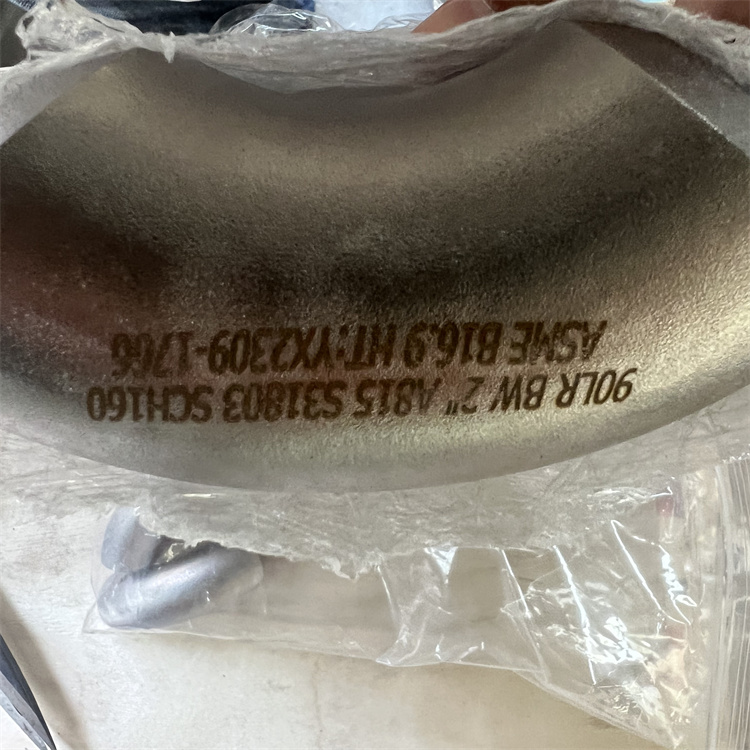 90LR BW 2" A815 S31803 SCH160
ASME B16.9 HT:YX2309-1766